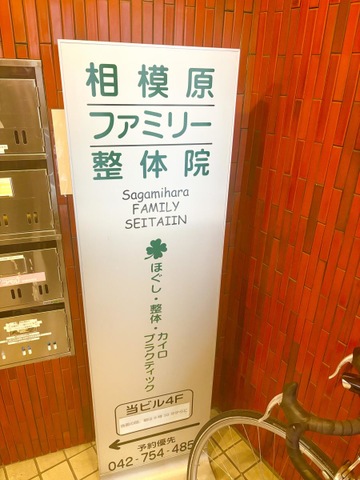 相模原
ファミリー
整体院
Sagamihara
FAMILY
SEITAIIN
ほぐし・整体・カイロ
プラクティック
当ビル4F
予約優先
042-754-485